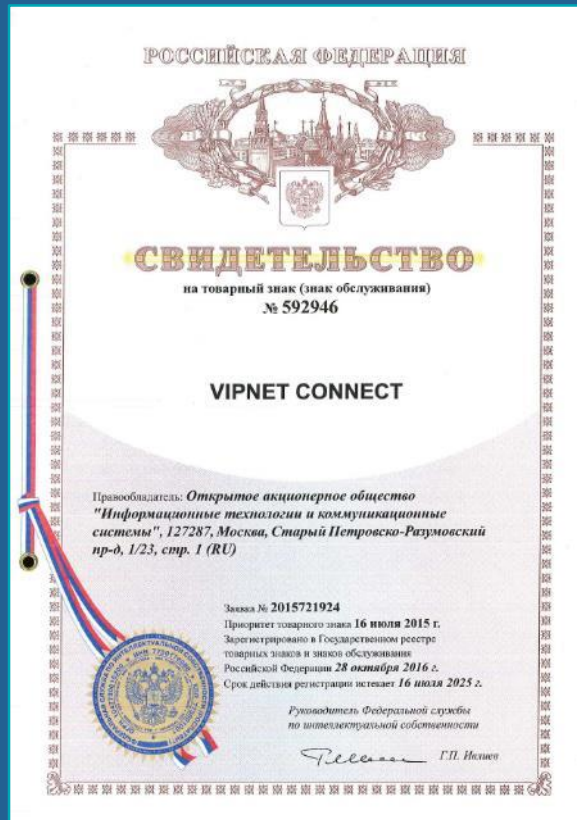 РОССИЙСКАЯ ФЕДЕРАЦИЯ
СВИДЕТЕЛЬСТВО
на товарный знак (знак обслуживания)
№ 592946
VIPNET CONNECT
Правообладатель: Открытое акционерное общество
"Информационные технологии и коммуникационные
системы", 127287, Москва, Старый Петровско-Разумовский
пр-д, 1/23, стр. 1 (RU)
Заявка № 2015721924
Приоритет товарного знака 16 июля 2015 г.
Зарегистрировано в Государственном реестре
товарных знаков и знаков обслуживания
Российской Федерации 28 октября 2016 г.
Срок действия регистрации истекает 16 июля 2025 г.
Руководитель Федеральной службы
по интеллектуальной собственности
Г.П. Ивлиев